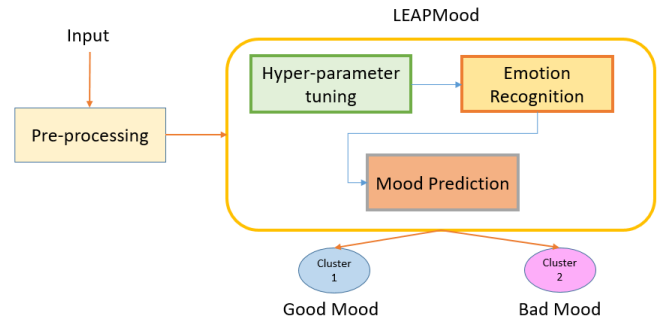 LEAPMood
Input
Hyper-parameter
tuning
Emotion
Recognition
Pre-processing
Mood Prediction
Cluster
1
Cluster
2
Good Mood
Bad Mood